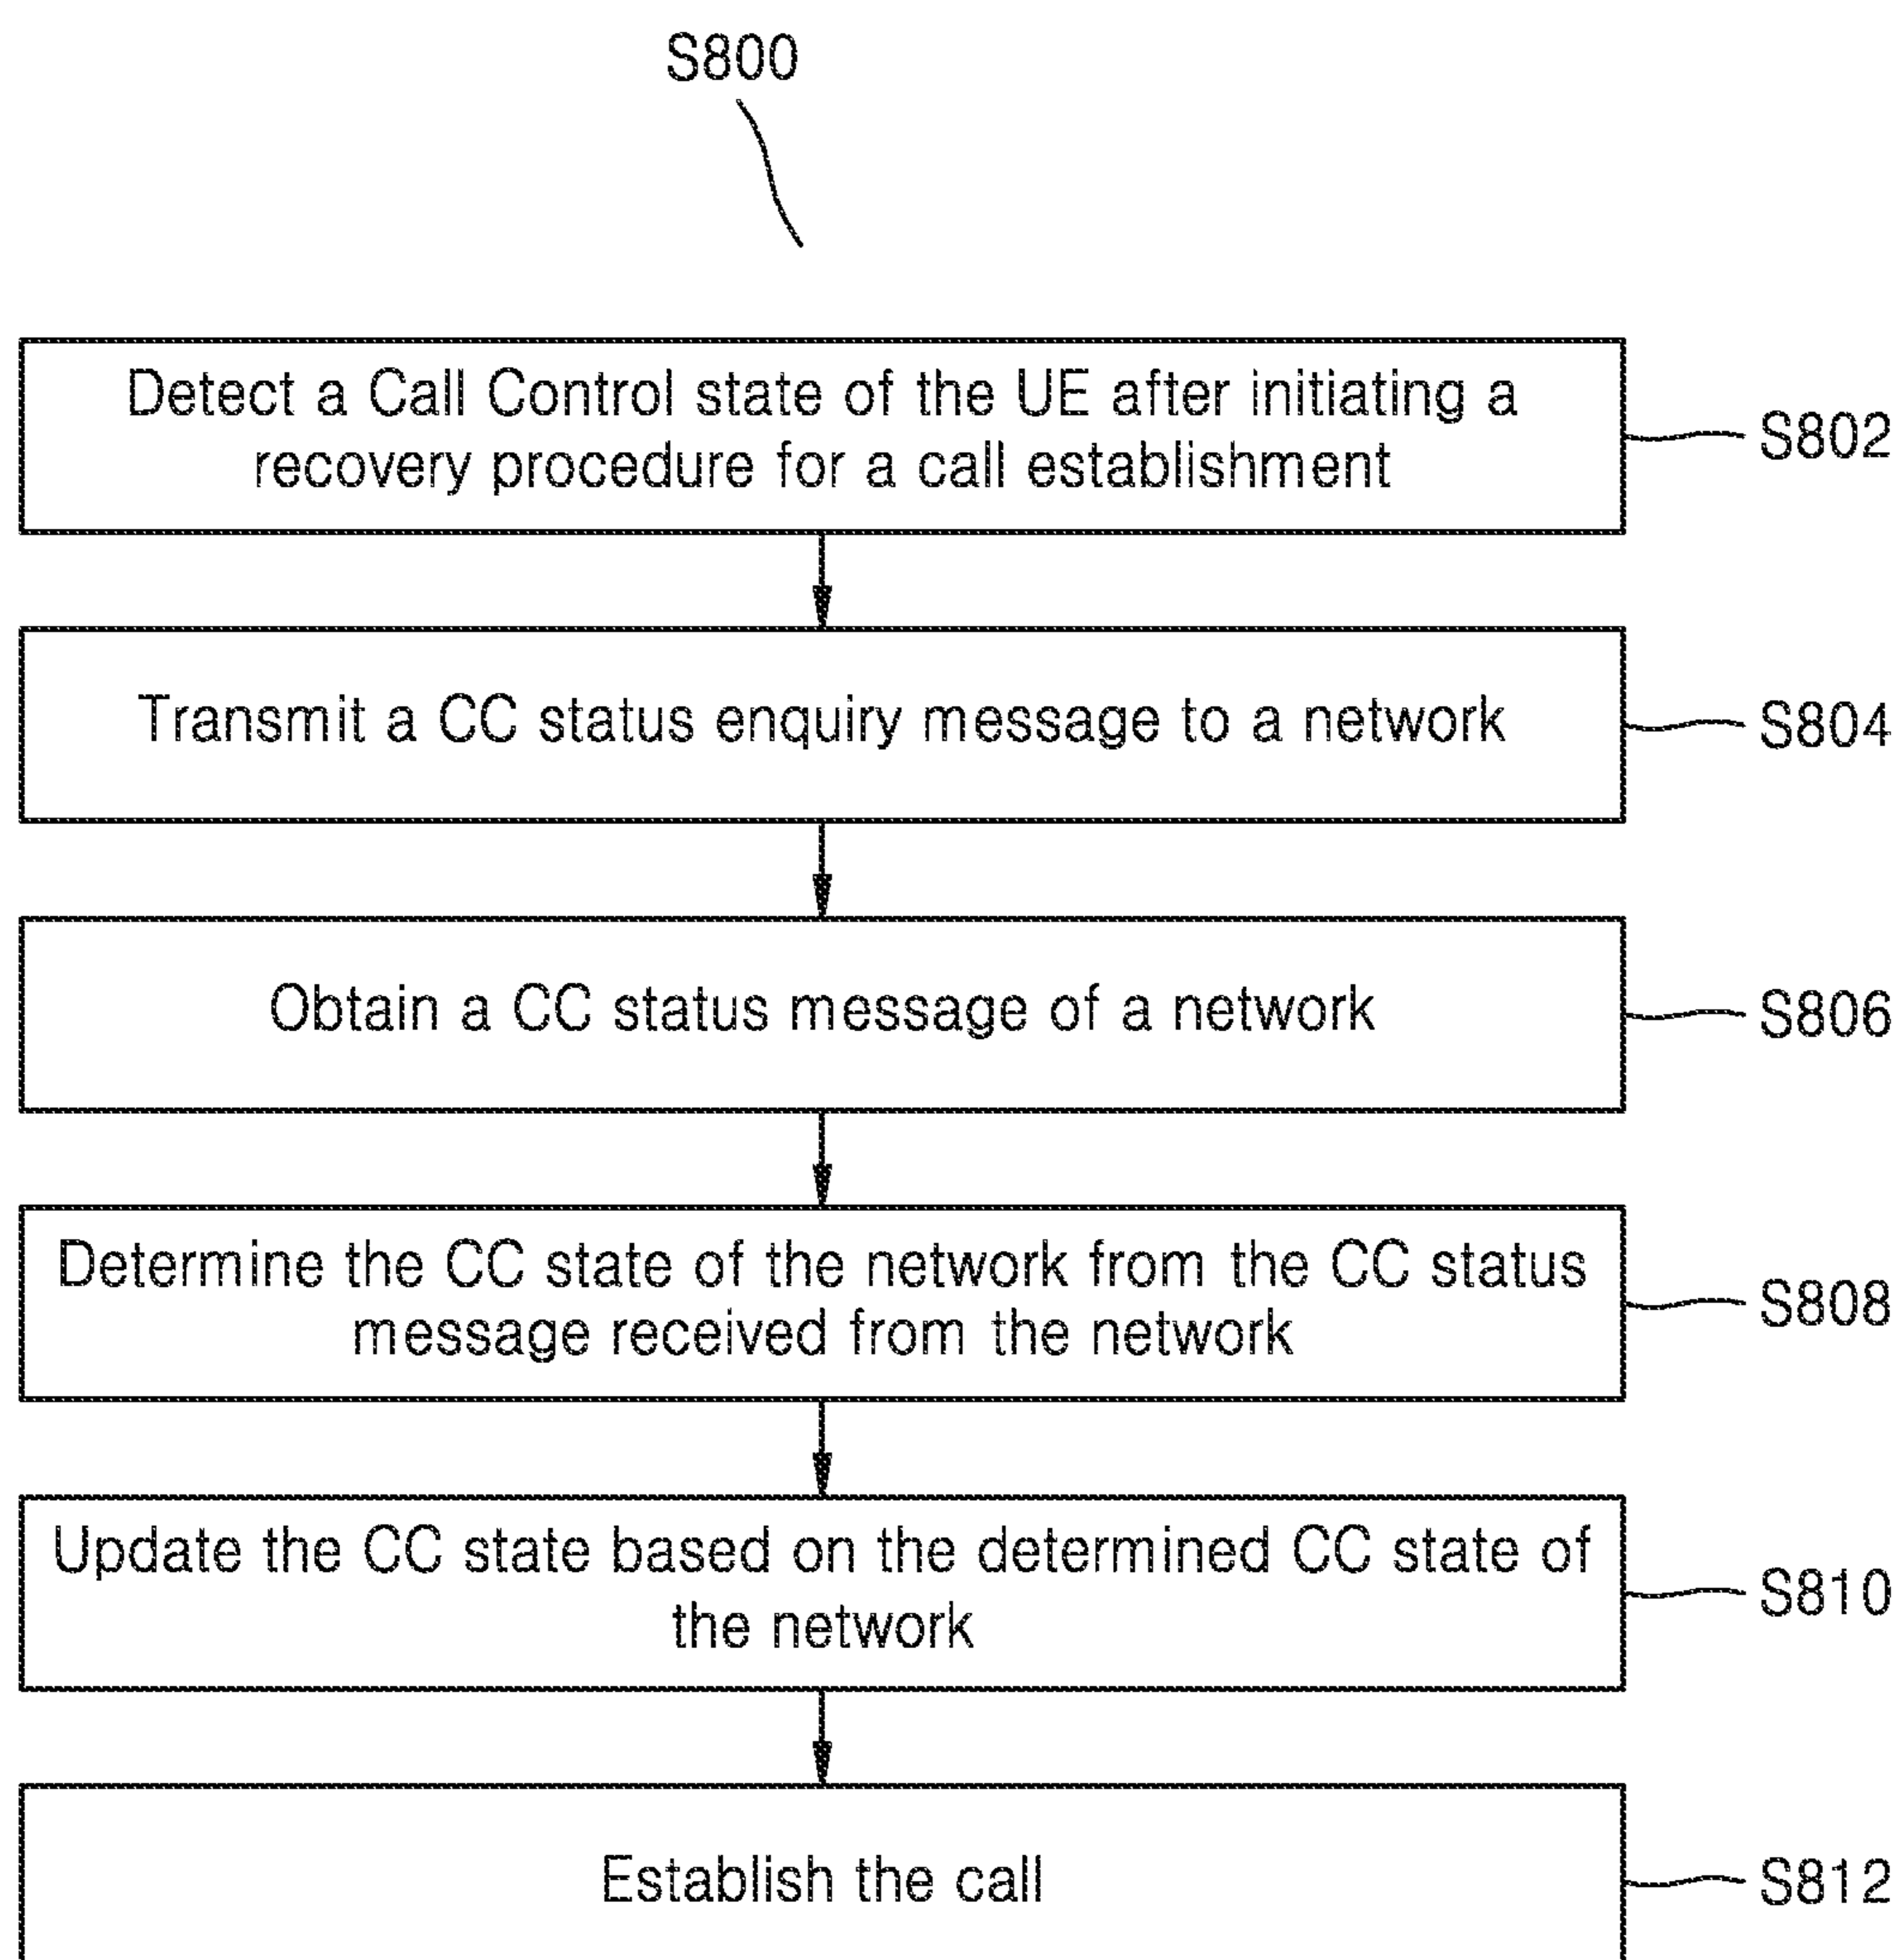 S800
Detect a Call Control state of the UE after initiating a
recovery procedure for a call establishment
S802
Transmit a CC status enquiry message to a network
S804
Obtain a CC status message of a network
S806
Determine the CC state of the network from the CC status
message received from the network
S808
Update the CC state based on the determined CC state of
the network
S810
Establish the call
S812